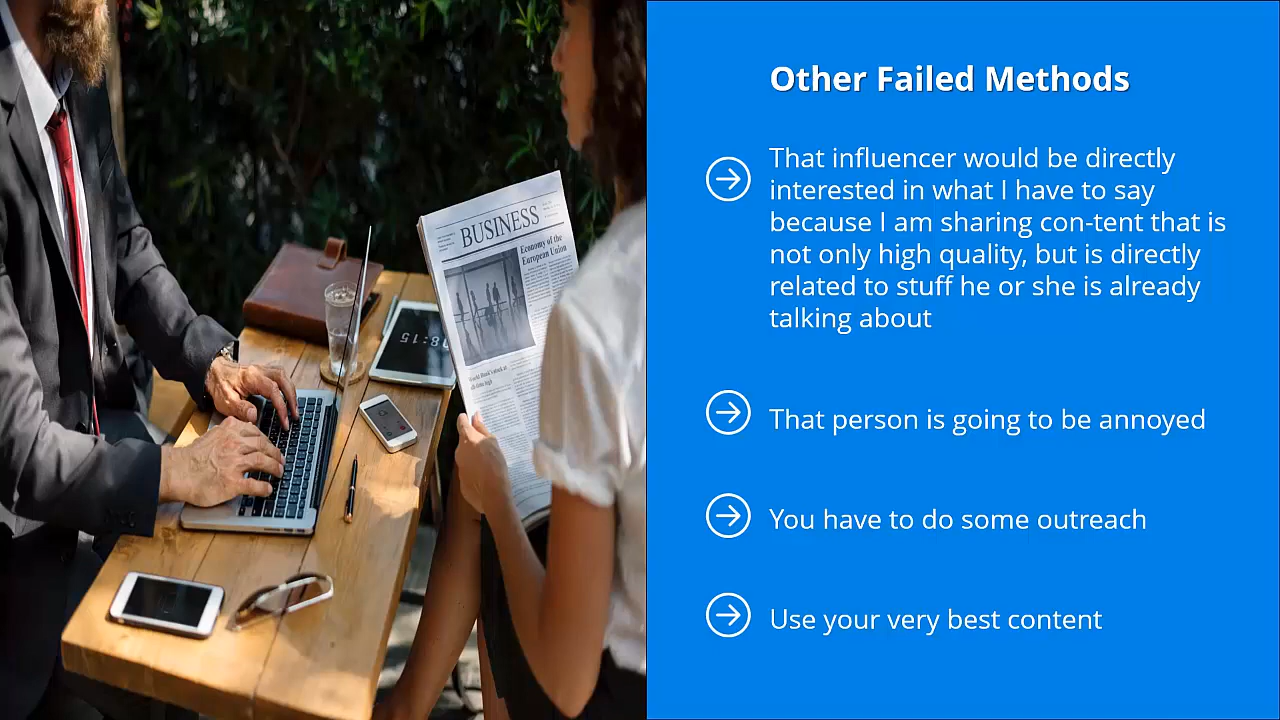 Other Failed Methods
That influencer would be directly
interested in what I have to say
because I am sharing con-tent that is
not only high quality, but is directly
related to stuff he or she is already
talking about
That person is going to be annoyed
You have to do some outreach
Use your very best content
BUSINESS
Economy of the
European Union
18:15